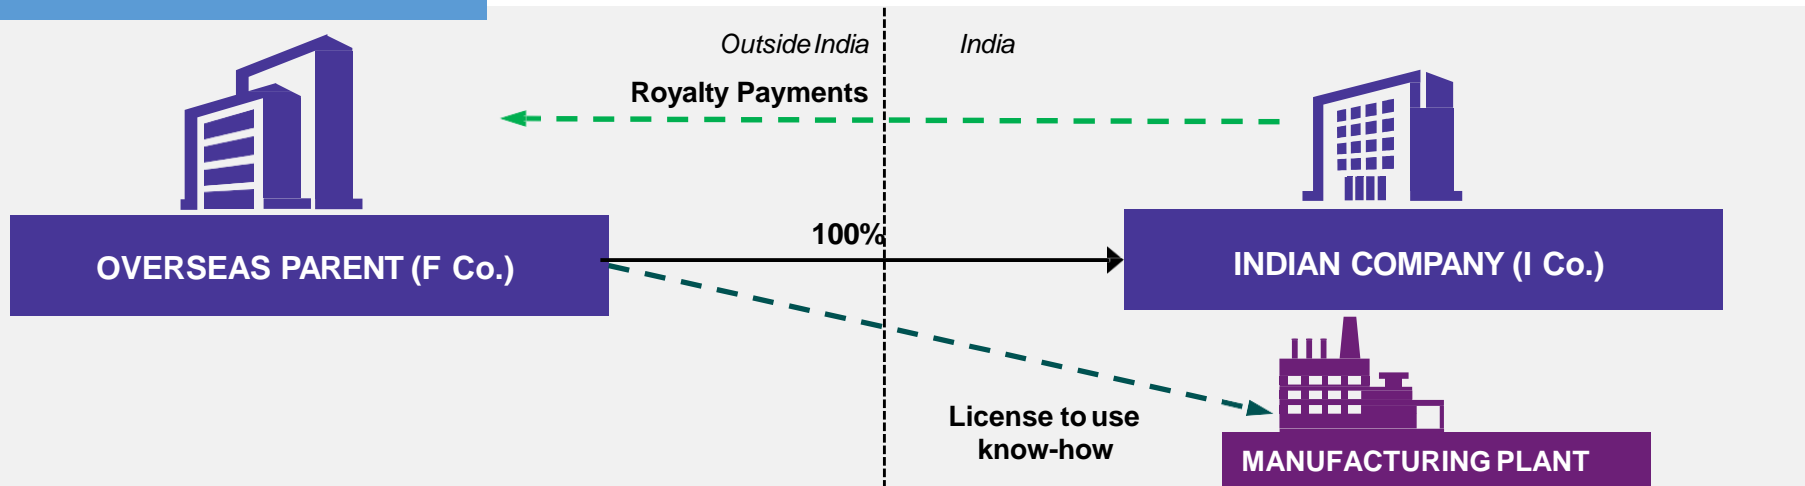 Outside India
India
Royalty Payments
100%
OVERSEAS PARENT (F Co.)
INDIAN COMPANY (I Co.)
License to use
know-how
MANUFACTURING PLANT